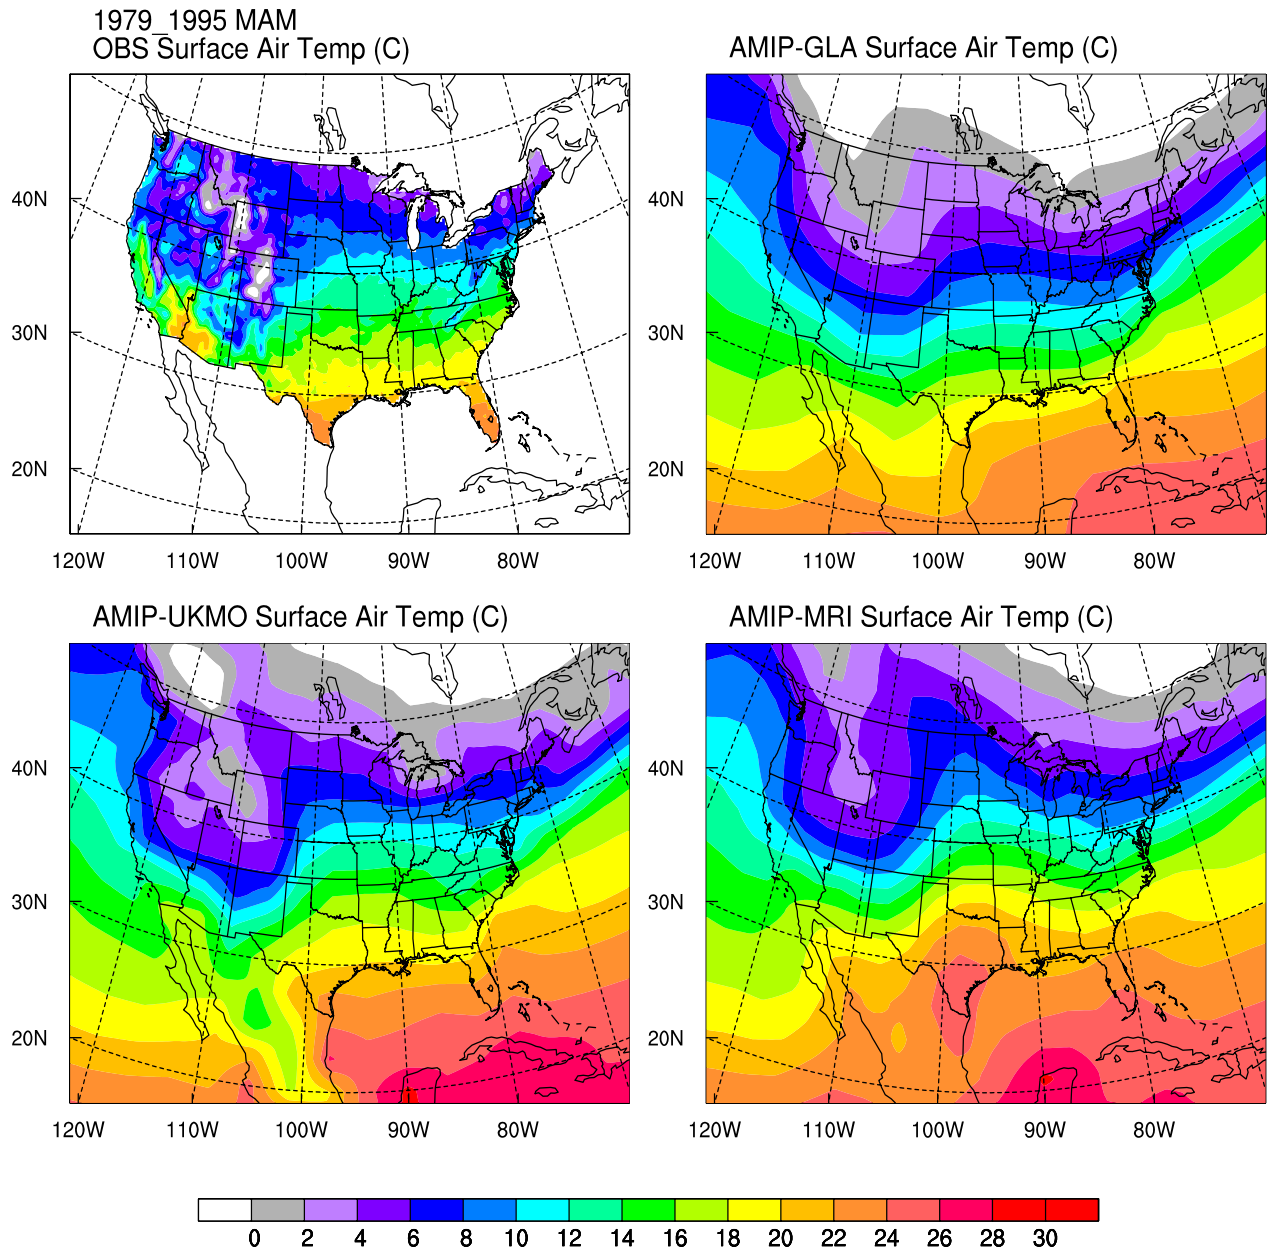 1979_1995 MAM
OBS Surface Air Temp (C)
AMIP-GLA Surface Air Temp (C)
40N
30N
20N
120W 110W 100W 90W 80W
40N
30N
20N
120W 110W 100W 90W 80W
AMIP-UKMO Surface Air Temp (C)
AMIP-MRI Surface Air Temp (C)
40N
30N
20N
120W 110W 100W 90W 80W
40N
30N
20N
120W 110W 100W 90W 80W
0 2 4 6 8 10 12 14 16 18 20 22 24 26 28 30